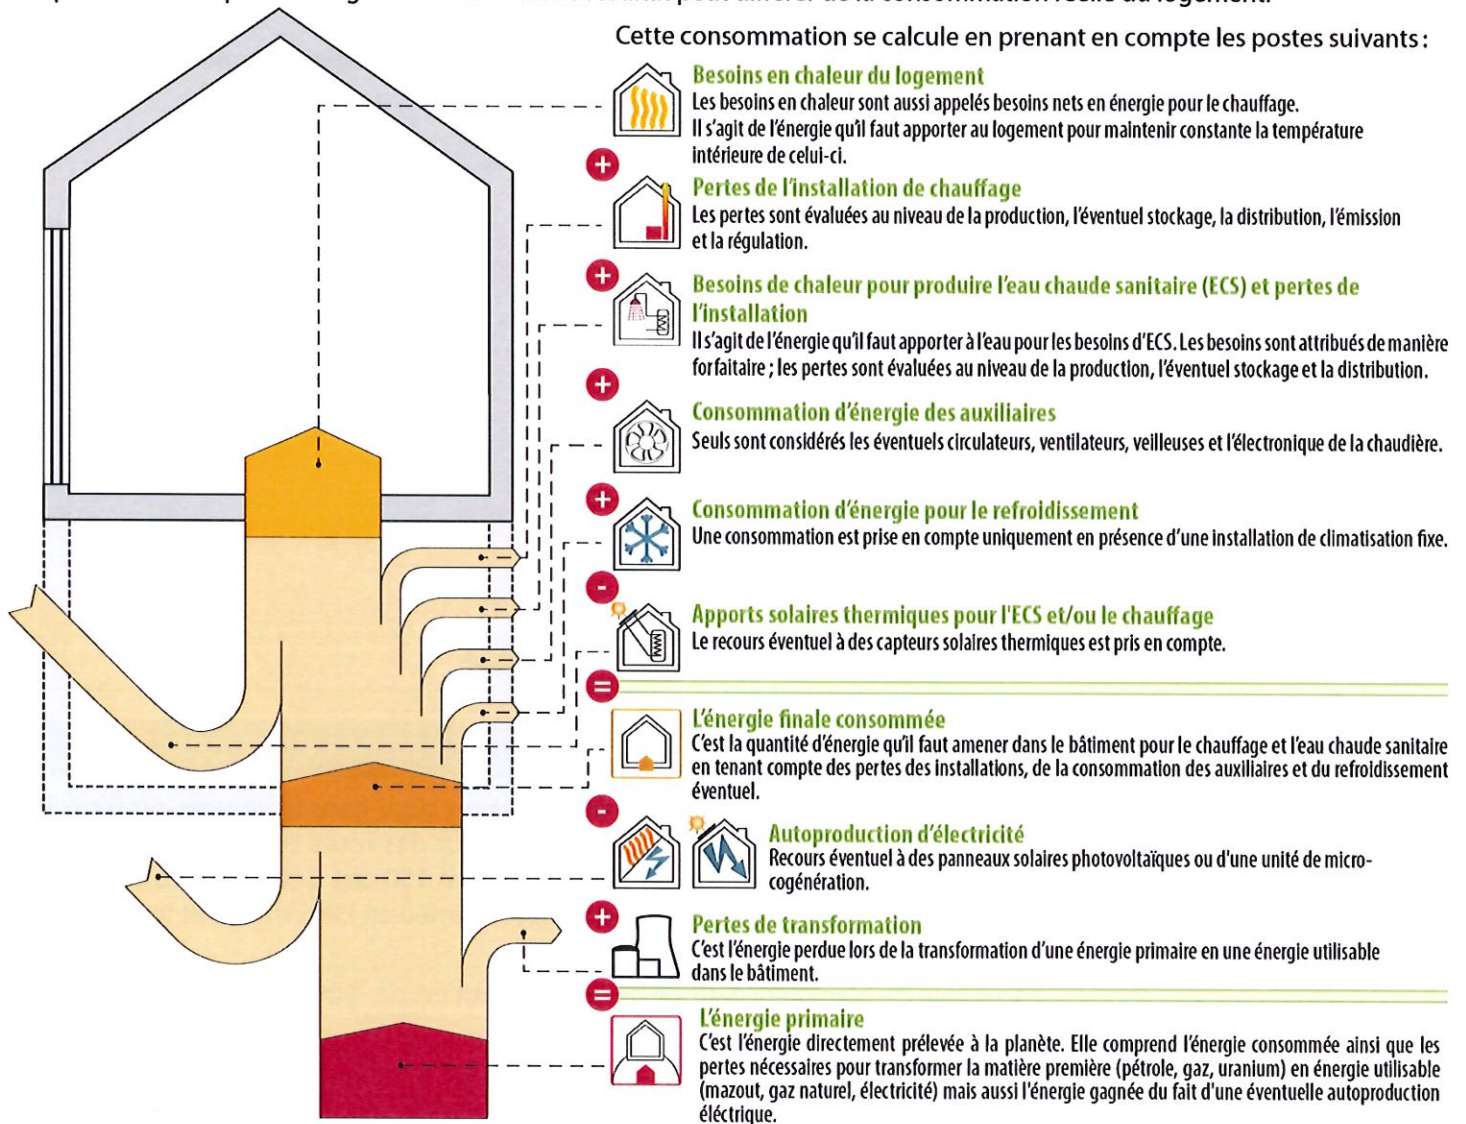 Cette consommation se calcule en prenant en compte les postes suivants :
Besoins en chaleur du logement
Les besoins en chaleur sont aussi appelés besoins nets en énergie pour le chauffage.
Il s'agit de l'énergie qu'il faut apporter au logement pour maintenir constante la température
intérieure de celui-ci.
+
Pertes de l'installation de chauffage
Les pertes sont évaluées au niveau de la production, l'éventuel stockage, la distribution, l'émission
et la régulation.
+
Besoins de chaleur pour produire l'eau chaude sanitaire (ECS) et pertes de
l'installation
Il s'agit de l'énergie qu'il faut apporter à l'eau pour les besoins d'ECS. Les besoins sont attribués de manière
forfaitaire ; les pertes sont évaluées au niveau de la production, l'éventuel stockage et la distribution.
+
Consommation d'énergie des auxiliaires
Seuls sont considérés les éventuels circulateurs, ventilateurs, veilleuses et l'électronique de la chaudière.
+
Consommation d'énergie pour le refroidissement
Une consommation est prise en compte uniquement en présence d'une installation de climatisation fixe.
-
Apports solaires thermiques pour l'ECS et/ou le chauffage
Le recours éventuel à des capteurs solaires thermiques est pris en compte.
=
L'énergie finale consommée
C'est la quantité d'énergie qu'il faut amener dans le bâtiment pour le chauffage et l'eau chaude sanitaire
en tenant compte des pertes des installations, de la consommation des auxiliaires et du refroidissement
éventuel.
-
Autoproduction d'électricité
Recours éventuel à des panneaux solaires photovoltaïques ou d'une unité de micro-
cogénération.
+
Pertes de transformation
C'est l'énergie perdue lors de la transformation d'une énergie primaire en une énergie utilisable
dans le bâtiment.
=
L'énergie primaire
C'est l'énergie directement prélevée à la planète. Elle comprend l'énergie consommée ainsi que les
pertes nécessaires pour transformer la matière première (pétrole, gaz, uranium) en énergie utilisable
(mazout, gaz naturel, électricité) mais aussi l'énergie gagnée du fait d'une éventuelle autoproduction
éléctrique.